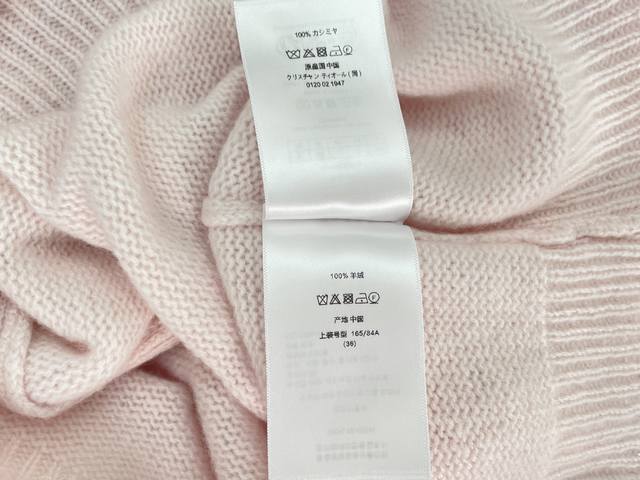 100% カシミヤ
原産国 中国
クリスチャン ディオール ( 同 )
0120 02 1947
100% 羊绒
产地 中国
上装号型 165/84A
(36)